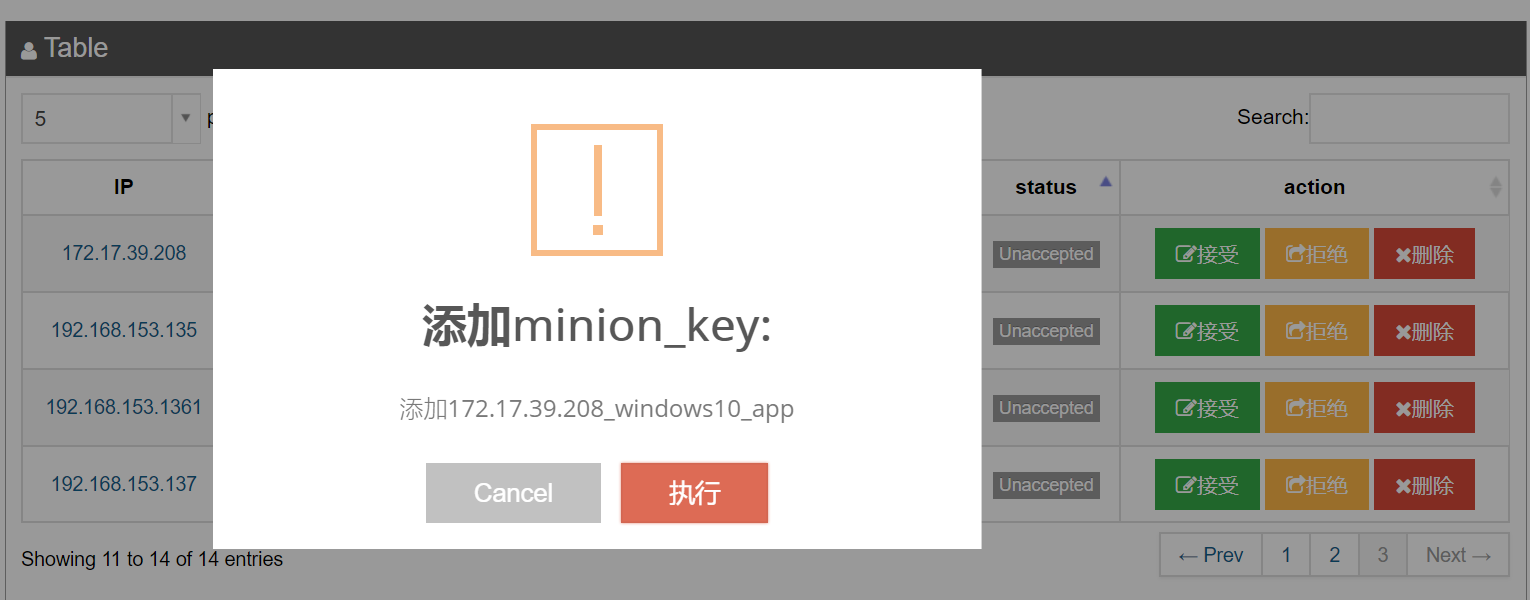 Table
5 p
Search:
IP status action
172.17.39.208 Unaccepted 接受 拒绝 删除
192.168.153.135 Unaccepted 接受 拒绝 删除
192.168.153.1361 Unaccepted 接受 拒绝 删除
192.168.153.137 Unaccepted 接受 拒绝 删除
Showing 11 to 14 of 14 entries
← Prev 1 2 3 Next →
!
添加minion_key:
添加172.17.39.208_windows10_app
Cancel 执行